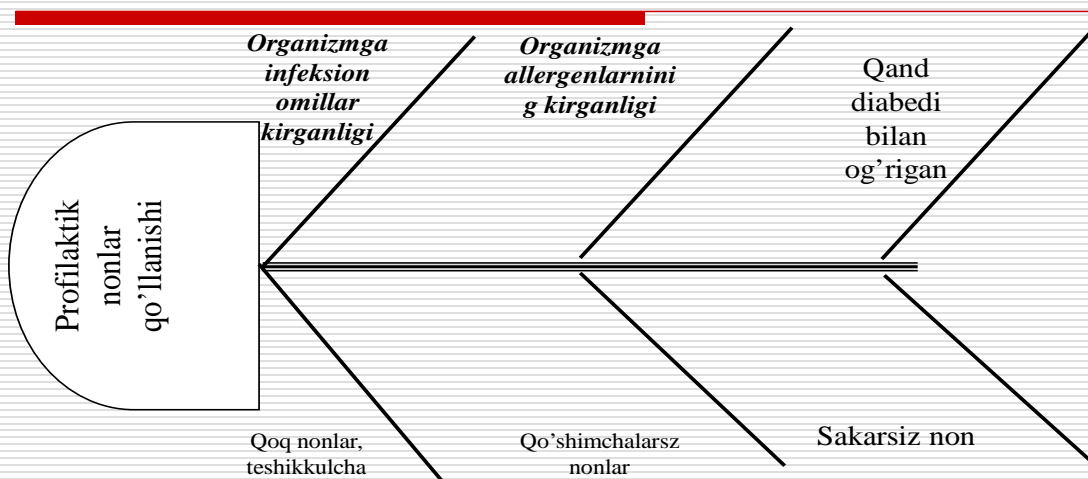 Organizmga
infeksion
omillar
kirganligi
Organizmga
allergenlarnini
g kirganligi
Qand
diabedi
bilan
og’rigan
Profilaktik
nonlar
qo’llanishi
Qoq nonlar,
teshikkulcha
Qo’shimchalarsz
nonlar
Sakarsiz non